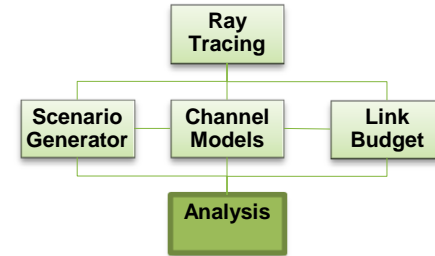 Ray
Tracing
Scenario
Generator
Channel
Models
Link
Budget
Analysis